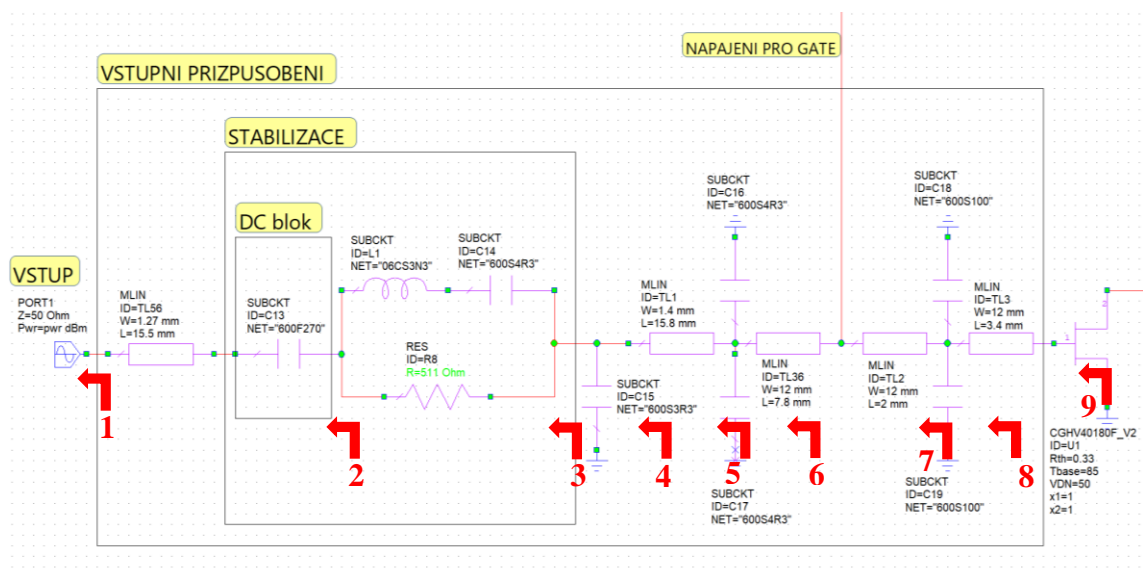 NAPAJENI PRO GATE
VSTUPNI PRIZPUSOBENI
STABILIZACE
DC blok
VSTUP
PORT1
Z=50 Ohm
Pwr=pwr dBm
MLIN
ID=TL56
W=1.27 mm
L=15.5 mm
SUBCKT
ID=C13
NET="600F270"
SUBCKT
ID=L1
NET="06CS3N3"
SUBCKT
ID=C14
NET="600S4R3"
RES
ID=R8
R=511 Ohm
SUBCKT
ID=C15
NET="600S3R3"
MLIN
ID=TL1
W=1.4 mm
L=15.8 mm
SUBCKT
ID=C16
NET="600S4R3"
SUBCKT
ID=C17
NET="600S4R3"
MLIN
ID=TL36
W=12 mm
L=7.8 mm
MLIN
ID=TL2
W=12 mm
L=2 mm
SUBCKT
ID=C18
NET="600S100"
SUBCKT
ID=C19
NET="600S100"
MLIN
ID=TL3
W=12 mm
L=3.4 mm
1
2
CGHV40180F_V2
ID=U1
Rth=0.33
Tbase=85
VDN=50
x1=1
x2=1
1
2
3
4
5
6
7
8
9